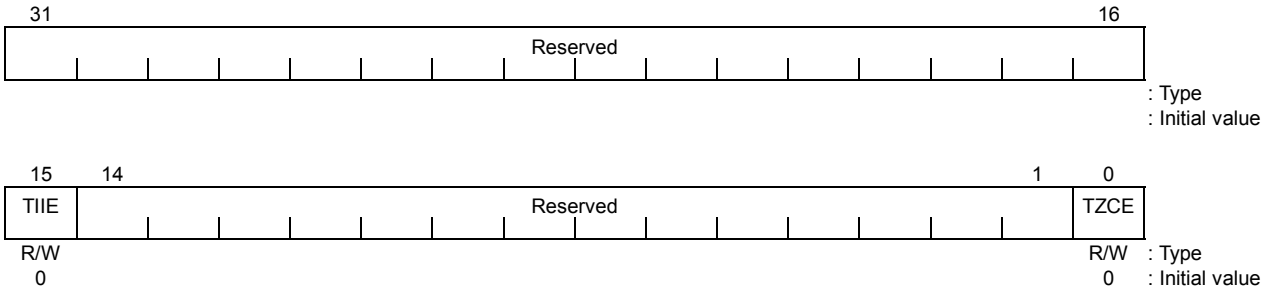 31 16
Reserved
: Type
: Initial value
15 14 1 0
TIIE Reserved TZCE
R/W R/W : Type
0 0 : Initial value